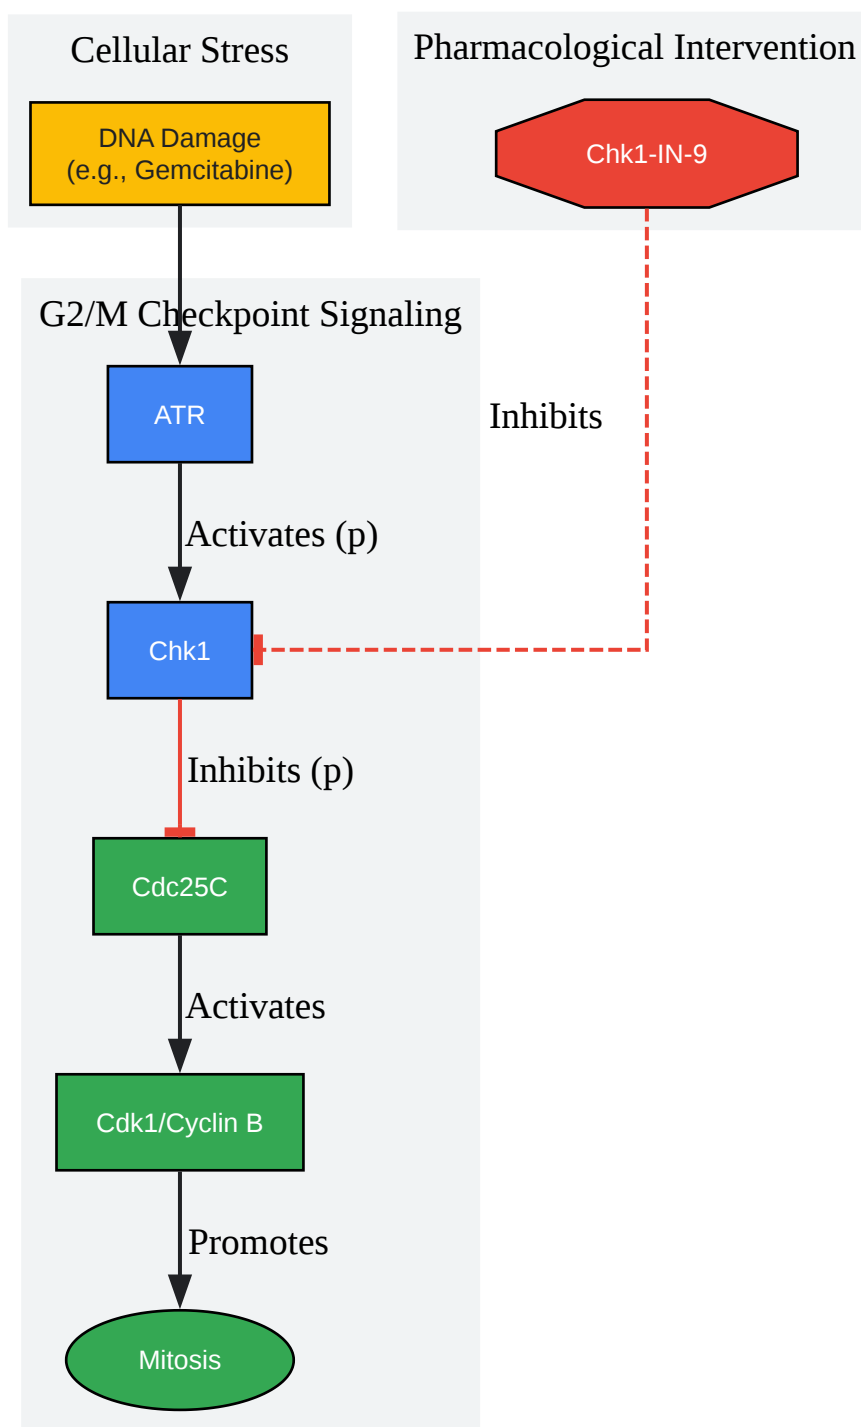 Cellular Stress
Pharmacological Intervention
DNA Damage
(e.g., Gemcitabine)
Chk1-IN-9
G2/M Checkpoint Signaling
ATR
Inhibits
Activates (p)
Chk1
Inhibits (p)
Cdc25C
Activates
Cdk1/Cyclin B
Promotes
Mitosis